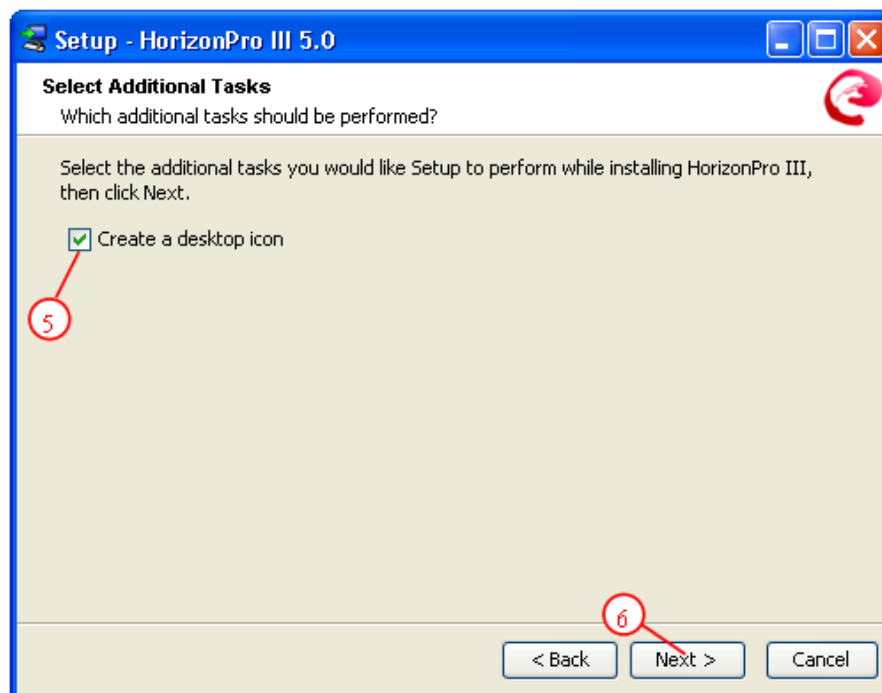 Setup - HorizonPro III 5.0
Select Additional Tasks
Which additional tasks should be performed?
Select the additional tasks you would like Setup to perform while installing HorizonPro III,
then click Next.
Create a desktop icon
5
6
< Back Next > Cancel